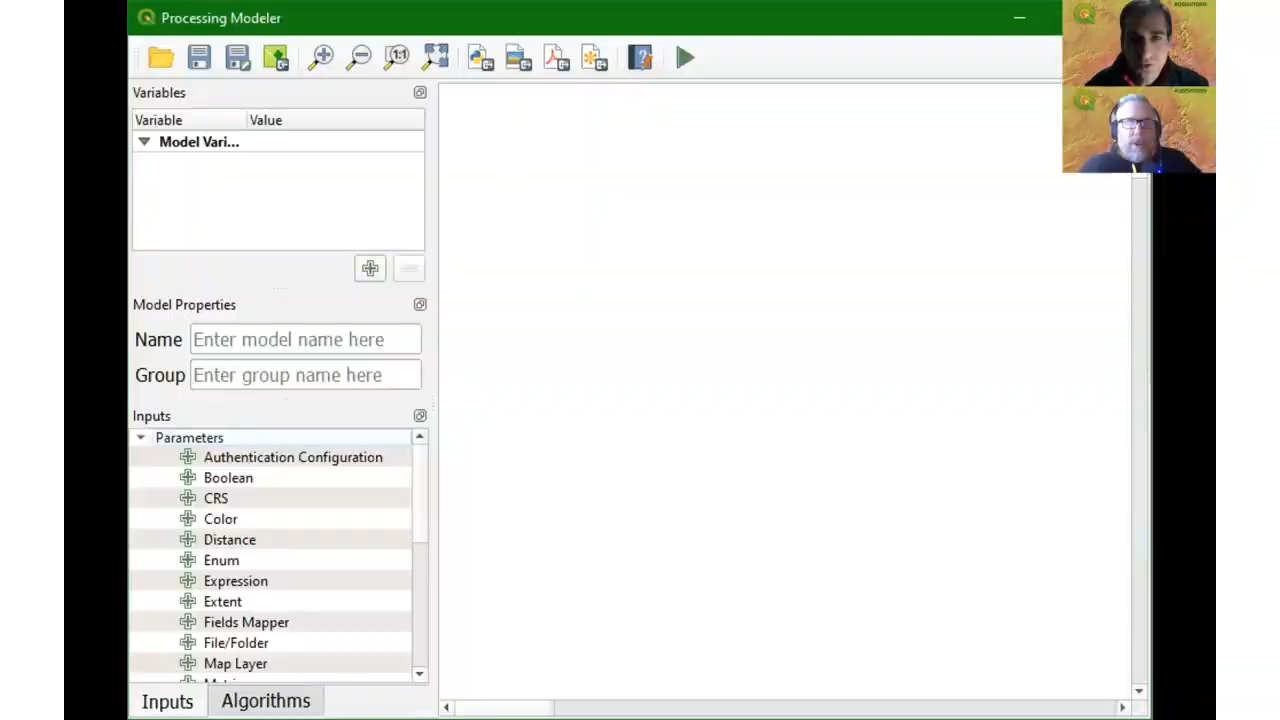 Processing Modeler
1:1
Variables
Variable Value
Model Vari...
Model Properties
Name Enter model name here
Group Enter group name here
Inputs
Parameters
Authentication Configuration
Boolean
CRS
Color
Distance
Enum
Expression
Extent
Fields Mapper
File/Folder
Map Layer
Inputs Algorithms